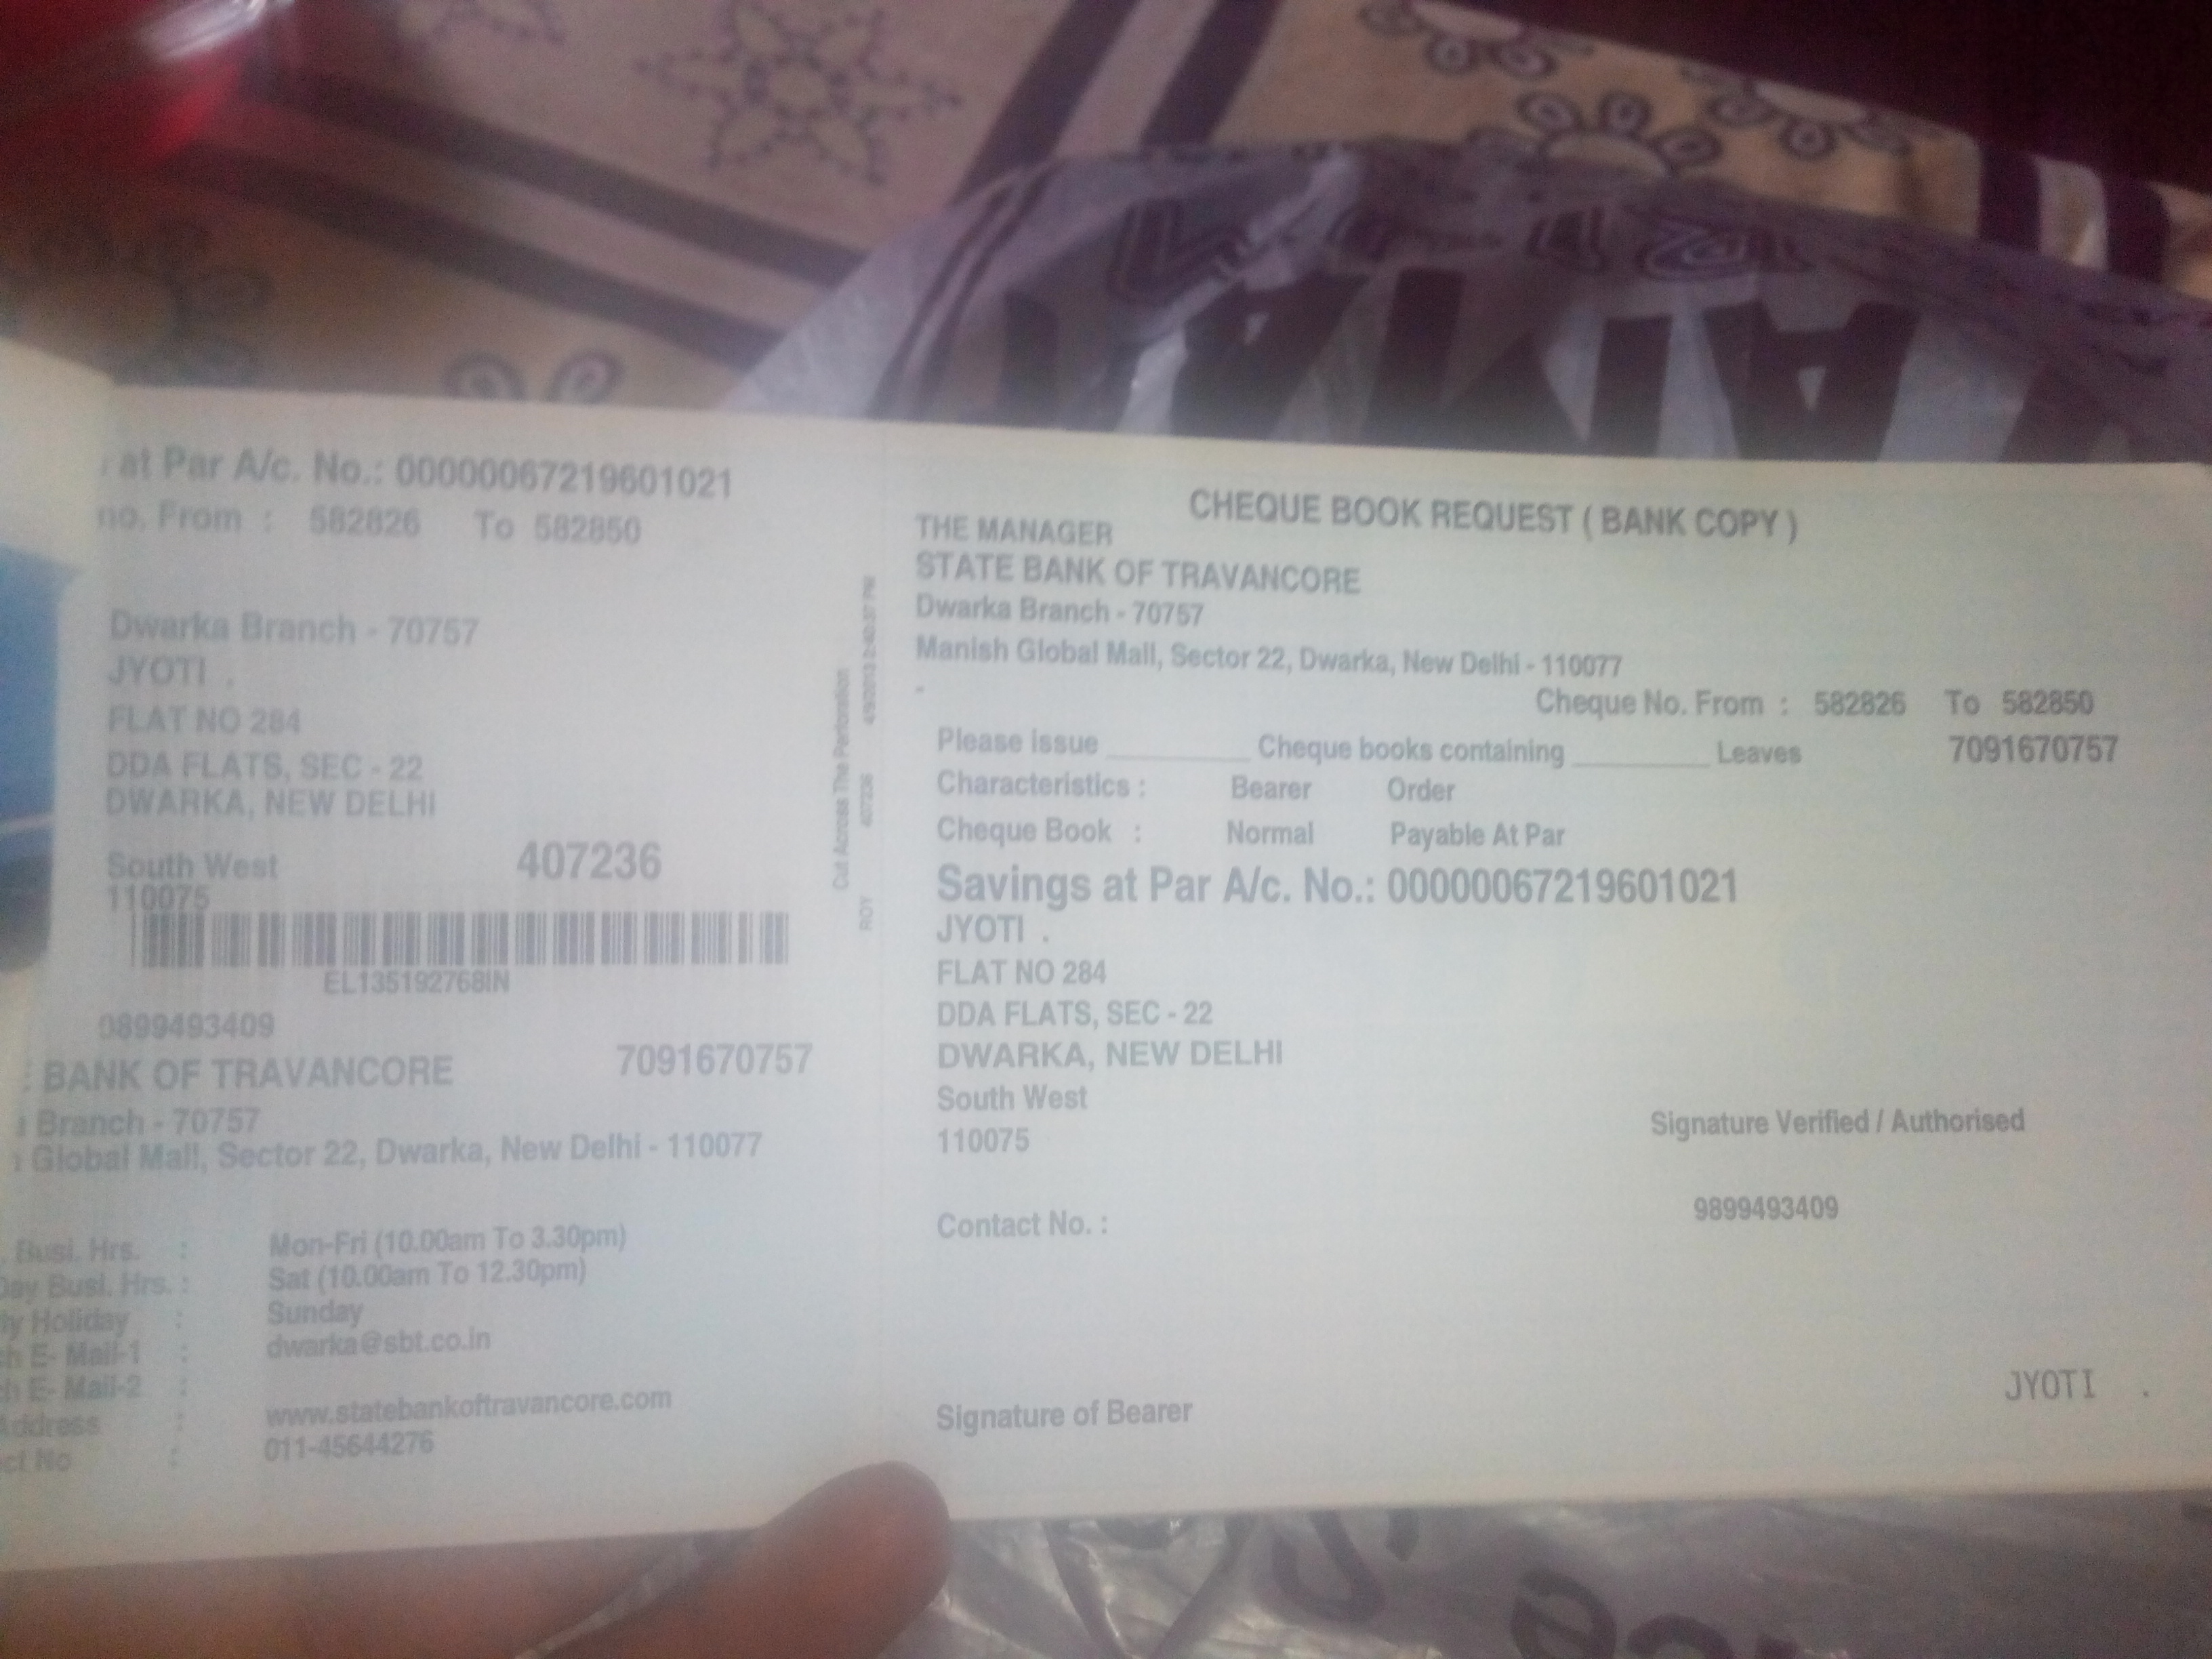 at Par A/c. No.: 00000067219601021
no. From : 582826 To 582850
Dwarka Branch - 70757
JYOTI .
FLAT NO 284
DDA FLATS, SEC - 22
DWARKA, NEW DELHI
South West 407236
110075
EL135192768IN
9899493409
BANK OF TRAVANCORE 7091670757
Branch - 70757
Global Mall, Sector 22, Dwarka, New Delhi - 110077
Busi. Hrs. : Mon-Fri (10.00am To 3.30pm)
Day Busi. Hrs. : Sat (10.00am To 12.30pm)
Holiday : Sunday
E- Mail-1 : dwarka@sbt.co.in
E- Mail-2 :
Address : www.statebankoftravancore.com
No : 011-45644276
Cut Across The Perforation
ROY 407236 4/9/2013 2:40:37 PM
CHEQUE BOOK REQUEST ( BANK COPY )
THE MANAGER
STATE BANK OF TRAVANCORE
Dwarka Branch - 70757
Manish Global Mall, Sector 22, Dwarka, New Delhi - 110077
-
Cheque No. From : 582826 To 582850
Please issue ________ Cheque books containing ________ Leaves 7091670757
Characteristics : Bearer Order
Cheque Book : Normal Payable At Par
Savings at Par A/c. No.: 00000067219601021
JYOTI .
FLAT NO 284
DDA FLATS, SEC - 22
DWARKA, NEW DELHI
South West
110075
Signature Verified / Authorised
Contact No. : 9899493409
JYOTI .
Signature of Bearer